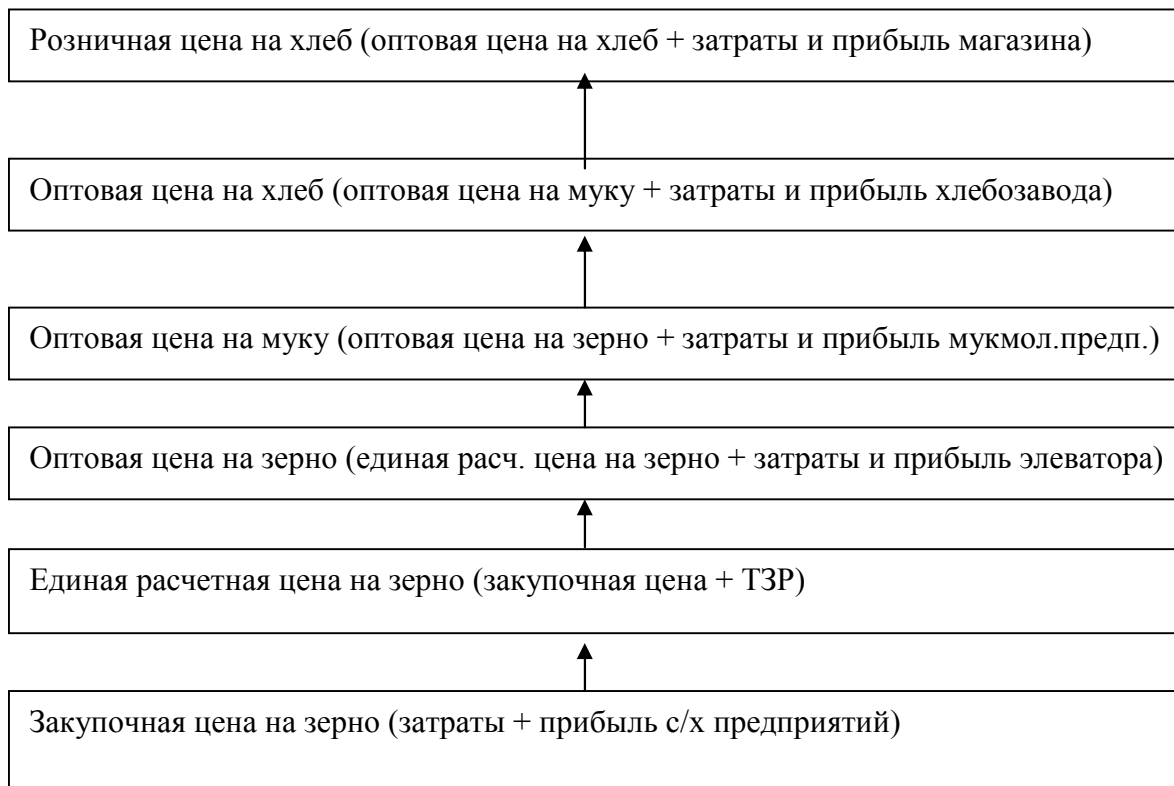 Розничная цена на хлеб (оптовая цена на хлеб + затраты и прибыль магазина)
Оптовая цена на хлеб (оптовая цена на муку + затраты и прибыль хлебозавода)
Оптовая цена на муку (оптовая цена на зерно + затраты и прибыль мукмол.предп.)
Оптовая цена на зерно (единая расч. цена на зерно + затраты и прибыль элеватора)
Единая расчетная цена на зерно (закупочная цена + ТЗР)
Закупочная цена на зерно (затраты + прибыль с/х предприятий)